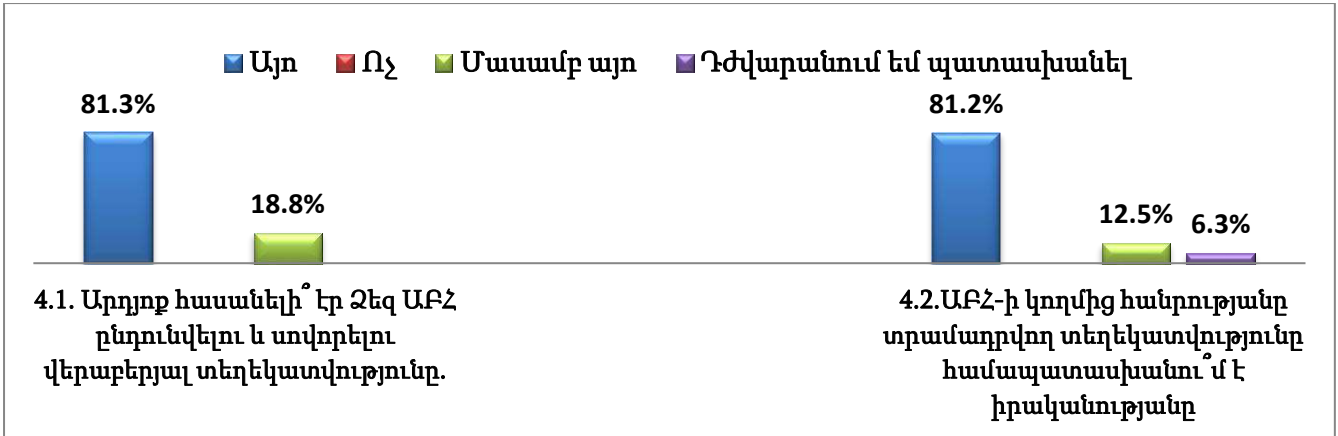 Այո Ոչ Մասամբ այո Դժվարանում եմ պատասխանել
81.3%
18.8%
81.2%
12.5%
6.3%
4.1. Արդյոք հասանելի՞ էր Ձեզ ԱԲՀ
ընդունվելու և սովորելու
վերաբերյալ տեղեկատվությունը.
4.2.ԱԲՀ-ի կողմից հանրությանը
տրամադրվող տեղեկատվությունը
համապատասխանու՞մ է
իրականությանը